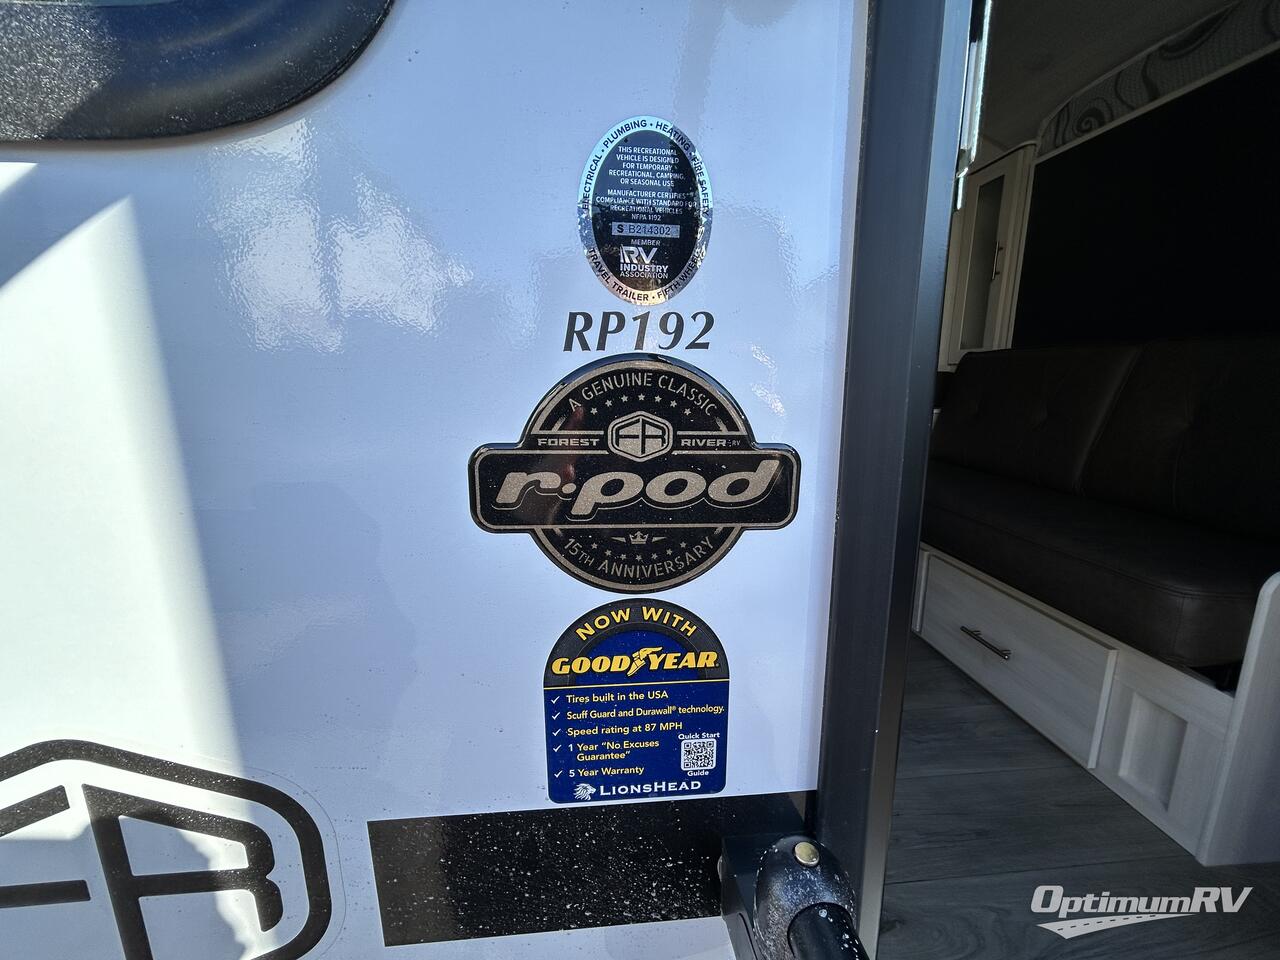 ELECTRICAL • PLUMBING • HEATING • FIRE SAFETY
THIS RECREATIONAL
VEHICLE IS DESIGNED
FOR TEMPORARY,
RECREATIONAL, CAMPING,
OR SEASONAL USE
MANUFACTURER CERTIFIES
COMPLIANCE WITH STANDARD FOR
RECREATIONAL VEHICLES
NFPA 1192
S B214302
MEMBER
RV
INDUSTRY
ASSOCIATION
TRAVEL TRAILER • FIFTH WHEEL
RP192
A GENUINE CLASSIC
FOREST RIVER RV
r·pod
15TH ANNIVERSARY
NOW WITH
GOODYEAR
✓ Tires built in the USA
✓ Scuff Guard and Durawall® technology.
✓ Speed rating at 87 MPH
✓ 1 Year "No Excuses
Guarantee"
✓ 5 Year Warranty
Quick Start
Guide
LIONSHEAD
OPTIMUMRV